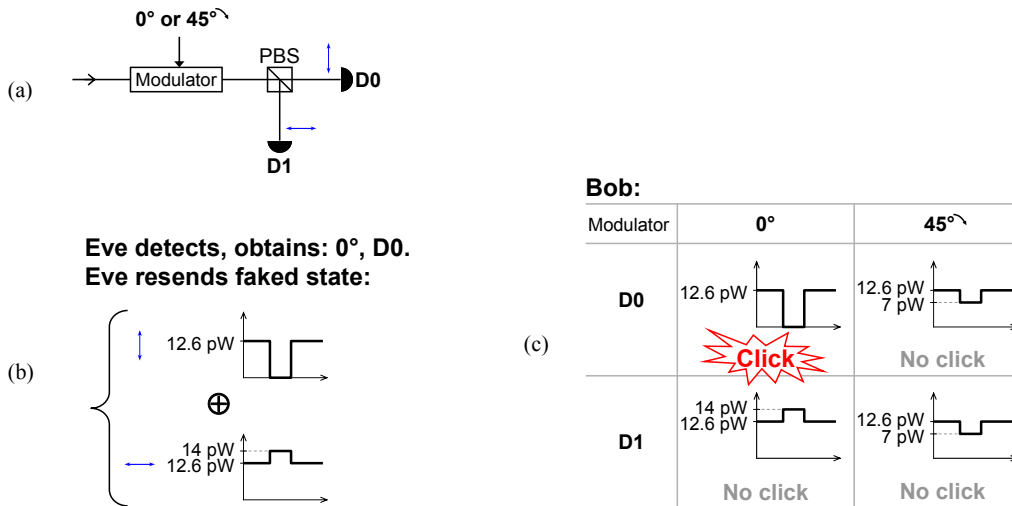 0° or 45°
(a)
Modulator
PBS
D0
D1
Eve detects, obtains: 0°, D0.
Eve resends faked state:
(b)
12.6 pW
14 pW
12.6 pW
(c)
Bob:
Modulator 0° 45°
D0
12.6 pW
12.6 pW
7 pW
Click
No click
D1
14 pW
12.6 pW
12.6 pW
7 pW
No click
No click